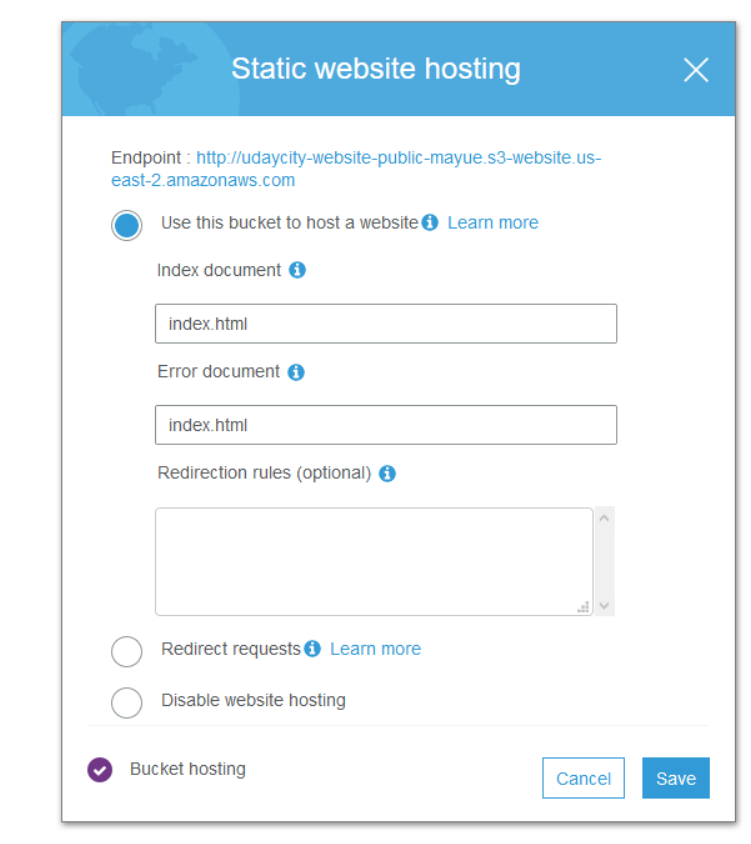 Static website hosting
Endpoint : http://udaycity-website-public-mayue.s3-website.us-
east-2.amazonaws.com
Use this bucket to host a website Learn more
Index document
index.html
Error document
index.html
Redirection rules (optional)
Redirect requests Learn more
Disable website hosting
Bucket hosting
Cancel Save